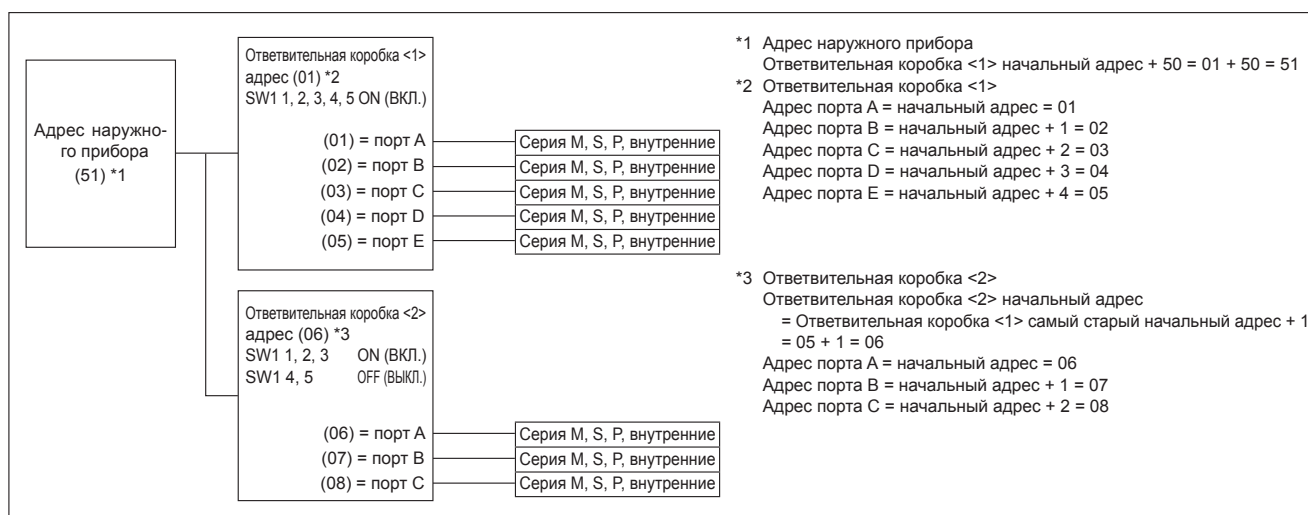 Адрес наружно-
го прибора
(51) *1
Ответвительная коробка <1>
адрес (01) *2
SW1 1, 2, 3, 4, 5 ON (ВКЛ.)
(01) = порт A
(02) = порт B
(03) = порт C
(04) = порт D
(05) = порт E
Серия M, S, P, внутренние
Серия M, S, P, внутренние
Серия M, S, P, внутренние
Серия M, S, P, внутренние
Серия M, S, P, внутренние
Ответвительная коробка <2>
адрес (06) *3
SW1 1, 2, 3 ON (ВКЛ.)
SW1 4, 5 OFF (ВЫКЛ.)
(06) = порт A
(07) = порт B
(08) = порт C
Серия M, S, P, внутренние
Серия M, S, P, внутренние
Серия M, S, P, внутренние
*1 Адрес наружного прибора
Ответвительная коробка <1> начальный адрес + 50 = 01 + 50 = 51
*2 Ответвительная коробка <1>
Адрес порта A = начальный адрес = 01
Адрес порта B = начальный адрес + 1 = 02
Адрес порта C = начальный адрес + 2 = 03
Адрес порта D = начальный адрес + 3 = 04
Адрес порта E = начальный адрес + 4 = 05
*3 Ответвительная коробка <2>
Ответвительная коробка <2> начальный адрес
= Ответвительная коробка <1> самый старый начальный адрес + 1
= 05 + 1 = 06
Адрес порта A = начальный адрес = 06
Адрес порта B = начальный адрес + 1 = 07
Адрес порта C = начальный адрес + 2 = 08